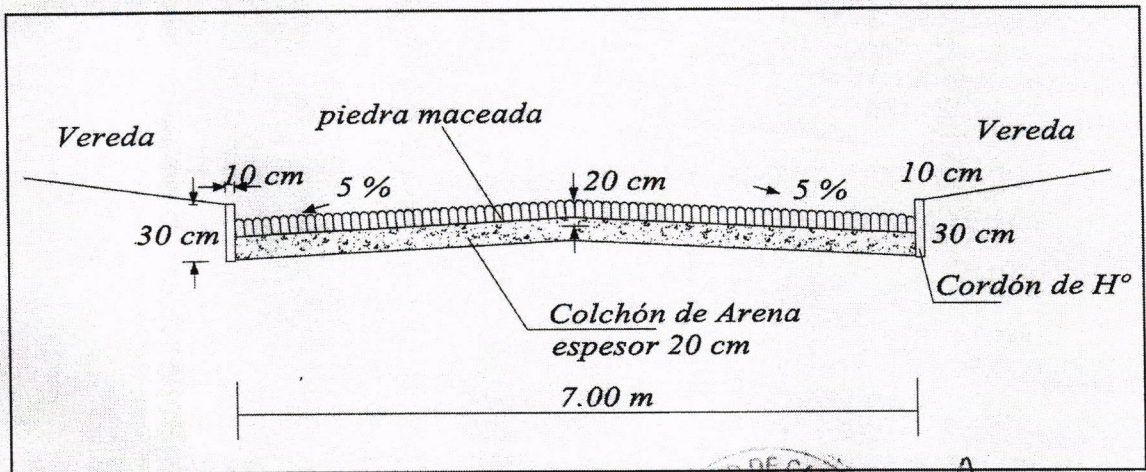 Vereda
piedra maceada
Vereda
10 cm
5 %
20 cm
5 %
10 cm
30 cm
30 cm
Cordón de H°
Colchón de Arena
espesor 20 cm
7.00 m